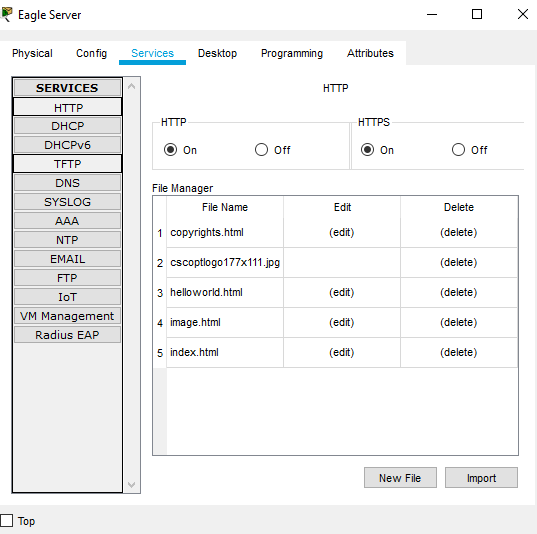 Eagle Server
Physical Config Services Desktop Programming Attributes
SERVICES
HTTP
DHCP
DHCPv6
TFTP
DNS
SYSLOG
AAA
NTP
EMAIL
FTP
IoT
VM Management
Radius EAP
HTTP
HTTP
On Off
HTTPS
On Off
File Manager
File Name Edit Delete
1 copyrights.html (edit) (delete)
2 cscoptlogo177x111.jpg (delete)
3 helloworld.html (edit) (delete)
4 image.html (edit) (delete)
5 index.html (edit) (delete)
New File Import
Top